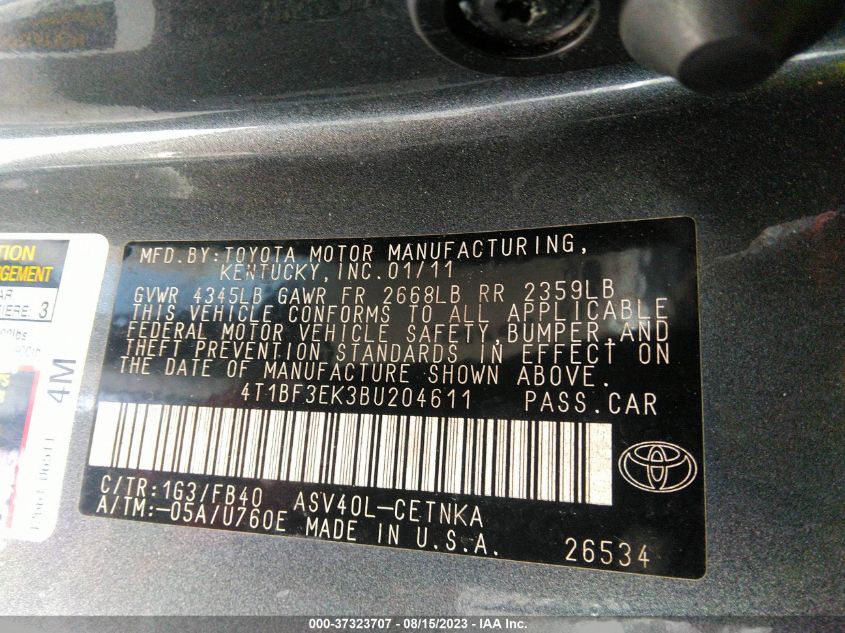 MFD.BY:TOYOTA MOTOR MANUFACTURING,
KENTUCKY, INC. 01/11
GVWR 4345LB GAWR FR 2668LB RR 2359LB
THIS VEHICLE CONFORMS TO ALL APPLICABLE
FEDERAL MOTOR VEHICLE SAFETY, BUMPER, AND
THEFT PREVENTION STANDARDS IN EFFECT ON
THE DATE OF MANUFACTURE SHOWN ABOVE.
4T1BF3EK3BU204611 PASS.CAR
C/TR:1G3/FB40 ASV40L-CETNKA
A/TM:-05A/U760E MADE IN U.S.A.
26534
4M
3
000-37323707 - 08/15/2023 - IAA Inc.